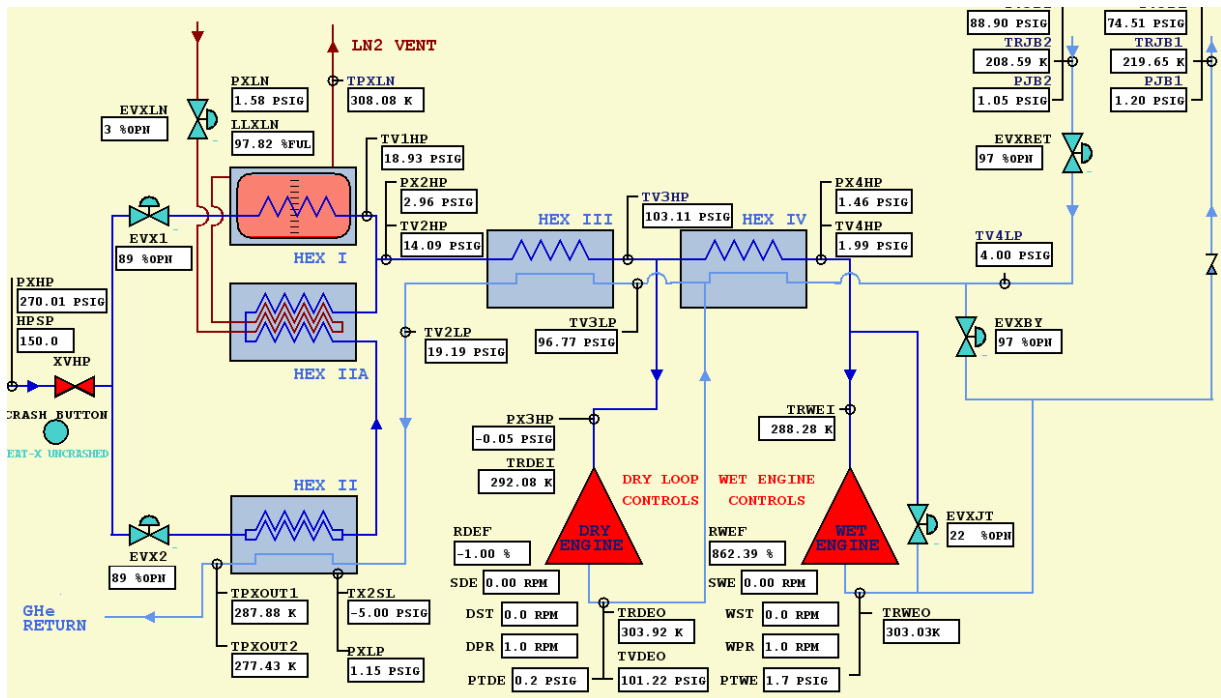 88.90 PSIG
74.51 PSIG
LN2 VENT
TRJB2
TRJB1
208.59 K
219.65 K
PXLN
TPXLN
PJB2
PJB1
1.58 PSIG
308.08 K
1.05 PSIG
1.20 PSIG
EVXLN
3 %OPN
LLXLN
97.82 %FUL
TV1HP
18.93 PSIG
EVXRET
97 %OPN
PX2HP
2.96 PSIG
TV3HP
103.11 PSIG
PX4HP
1.46 PSIG
HEX III
HEX IV
TV2HP
14.09 PSIG
TV4HP
1.99 PSIG
TV4LP
4.00 PSIG
EVX1
89 %OPN
HEX I
PXHP
270.01 PSIG
HPSP
150.0
TV2LP
19.19 PSIG
TV3LP
96.77 PSIG
EVXBY
97 %OPN
XVHP
HEX IIA
CRASH BUTTON
EAT-X UNCRASHED
PX3HP
-0.05 PSIG
TRWEI
288.28 K
TRDEI
292.08 K
HEX II
DRY LOOP
CONTROLS
WET ENGINE
CONTROLS
EVXJT
22 %OPN
DRY
ENGINE
WET
ENGINE
RDEF
-1.00 %
RWEF
862.39 %
EVX2
89 %OPN
SDE 0.00 RPM
SWE 0.00 RPM
GHe
RETURN
TPXOUT1
287.88 K
TX2SL
-5.00 PSIG
DST 0.0 RPM
TRDEO
303.92 K
WST 0.0 RPM
TRWEO
303.03K
TPXOUT2
277.43 K
PXLP
1.15 PSIG
DPR 1.0 RPM
TVDEO
101.22 PSIG
WPR 1.0 RPM
PTDE 0.2 PSIG
PTWE 1.7 PSIG